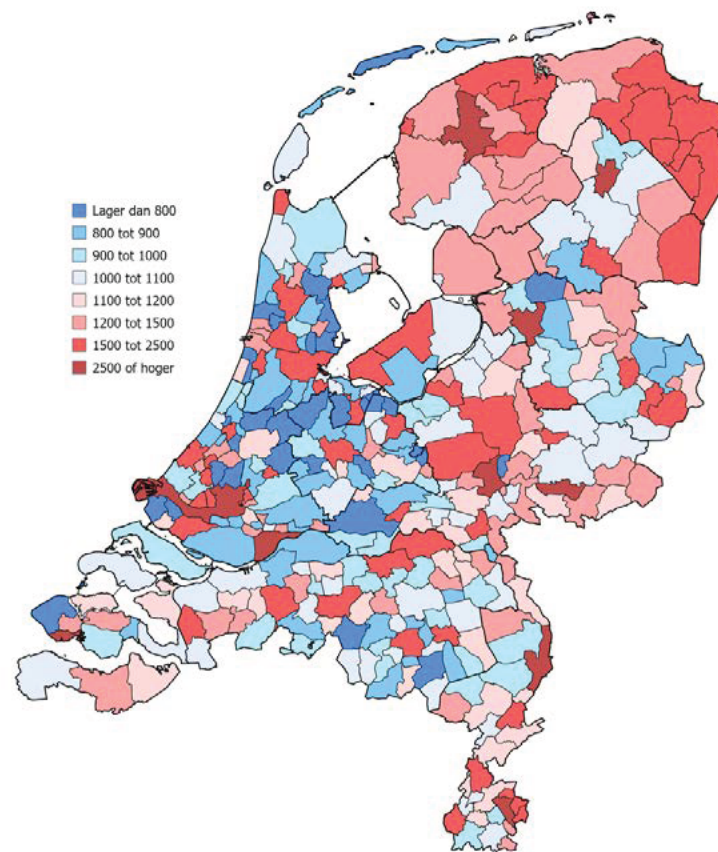 Lager dan 800
800 tot 900
900 tot 1000
1000 tot 1100
1100 tot 1200
1200 tot 1500
1500 tot 2500
2500 of hoger